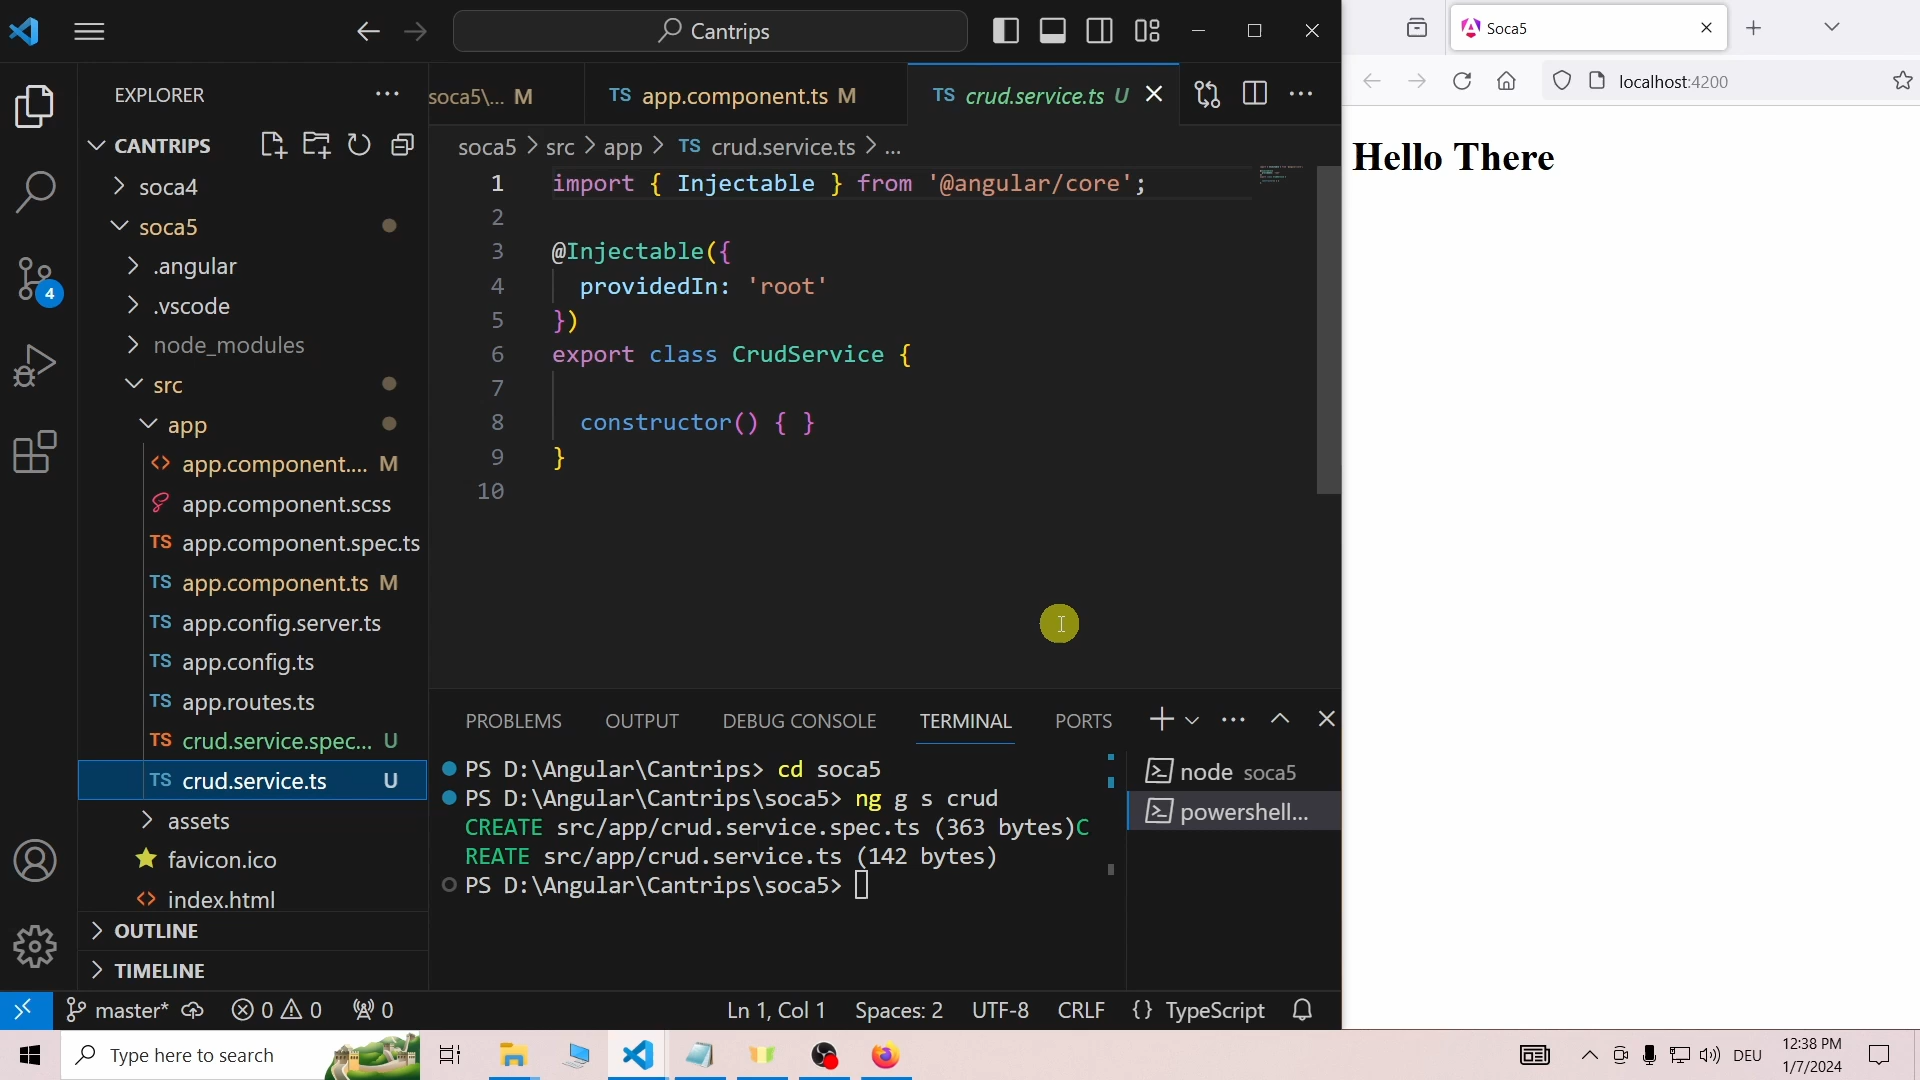 Cantrips
EXPLORER
CANTRIPS
soca4
soca5
.angular
.vscode
node_modules
src
app
app.component.... M
app.component.scss
app.component.spec.ts
app.component.ts M
app.config.server.ts
app.config.ts
app.routes.ts
crud.service.spec... U
crud.service.ts U
assets
favicon.ico
index.html
OUTLINE
TIMELINE
4
soca5\... M
TS app.component.ts M
TS crud.service.ts U
soca5 > src > app > TS crud.service.ts > ...
1 import { Injectable } from '@angular/core';
2
3 @Injectable({
4 providedIn: 'root'
5 })
6 export class CrudService {
7
8 constructor() { }
9 }
10
PROBLEMS OUTPUT DEBUG CONSOLE TERMINAL PORTS
PS D:\Angular\Cantrips> cd soca5
PS D:\Angular\Cantrips\soca5> ng g s crud
CREATE src/app/crud.service.spec.ts (363 bytes)C
REATE src/app/crud.service.ts (142 bytes)
PS D:\Angular\Cantrips\soca5>
node soca5
powershell...
master* 0 0 0 Ln 1, Col 1 Spaces: 2 UTF-8 CRLF {} TypeScript
Soca5
localhost:4200
Hello There
Type here to search
DEU
12:38 PM
1/7/2024